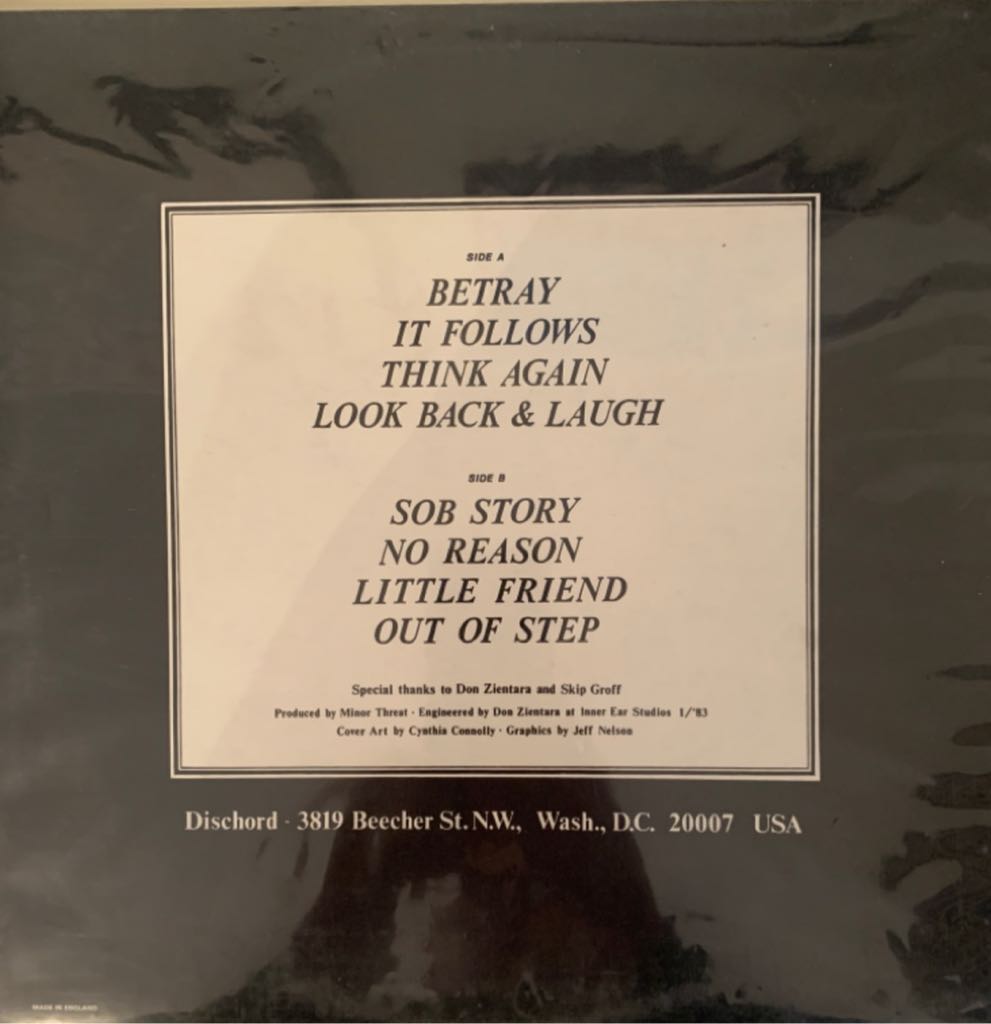 SIDE A
BETRAY
IT FOLLOWS
THINK AGAIN
LOOK BACK & LAUGH
SIDE B
SOB STORY
NO REASON
LITTLE FRIEND
OUT OF STEP
Special thanks to Don Zientara and Skip Groff
Produced by Minor Threat · Engineered by Don Zientara at Inner Ear Studios 1/'83
Cover Art by Cynthia Connolly · Graphics by Jeff Nelson
Dischord · 3819 Beecher St. N.W., Wash., D.C. 20007 USA
MADE IN ENGLAND